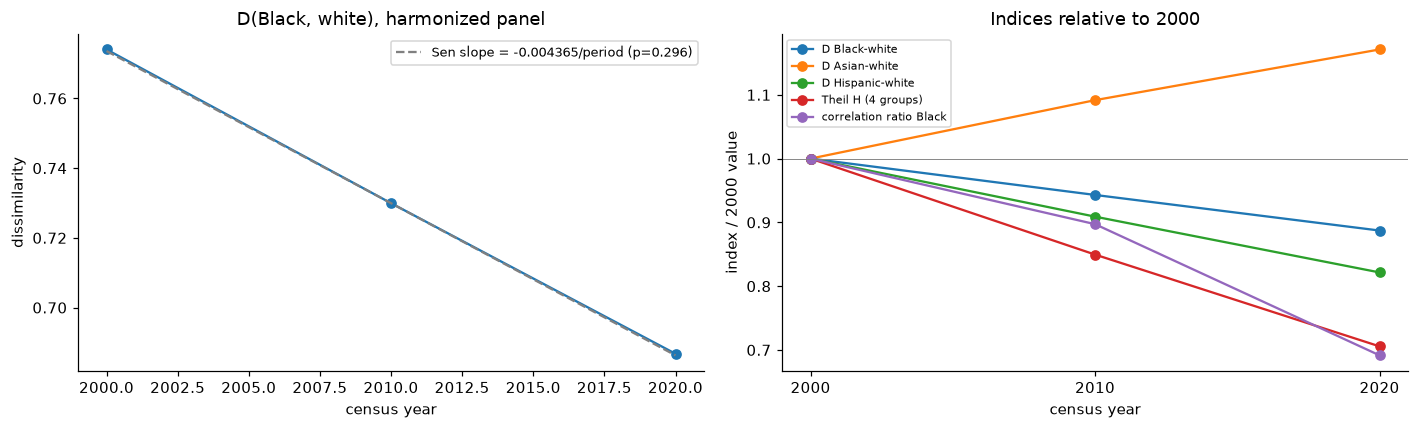 D(Black, white), harmonized panel
Sen slope = -0.004365/period (p=0.296)
dissimilarity
0.76
0.74
0.72
0.70
2000.0 2002.5 2005.0 2007.5 2010.0 2012.5 2015.0 2017.5 2020.0
census year
Indices relative to 2000
D Black-white
D Asian-white
D Hispanic-white
Theil H (4 groups)
correlation ratio Black
index / 2000 value
1.1
1.0
0.9
0.8
0.7
2000 2010 2020
census year